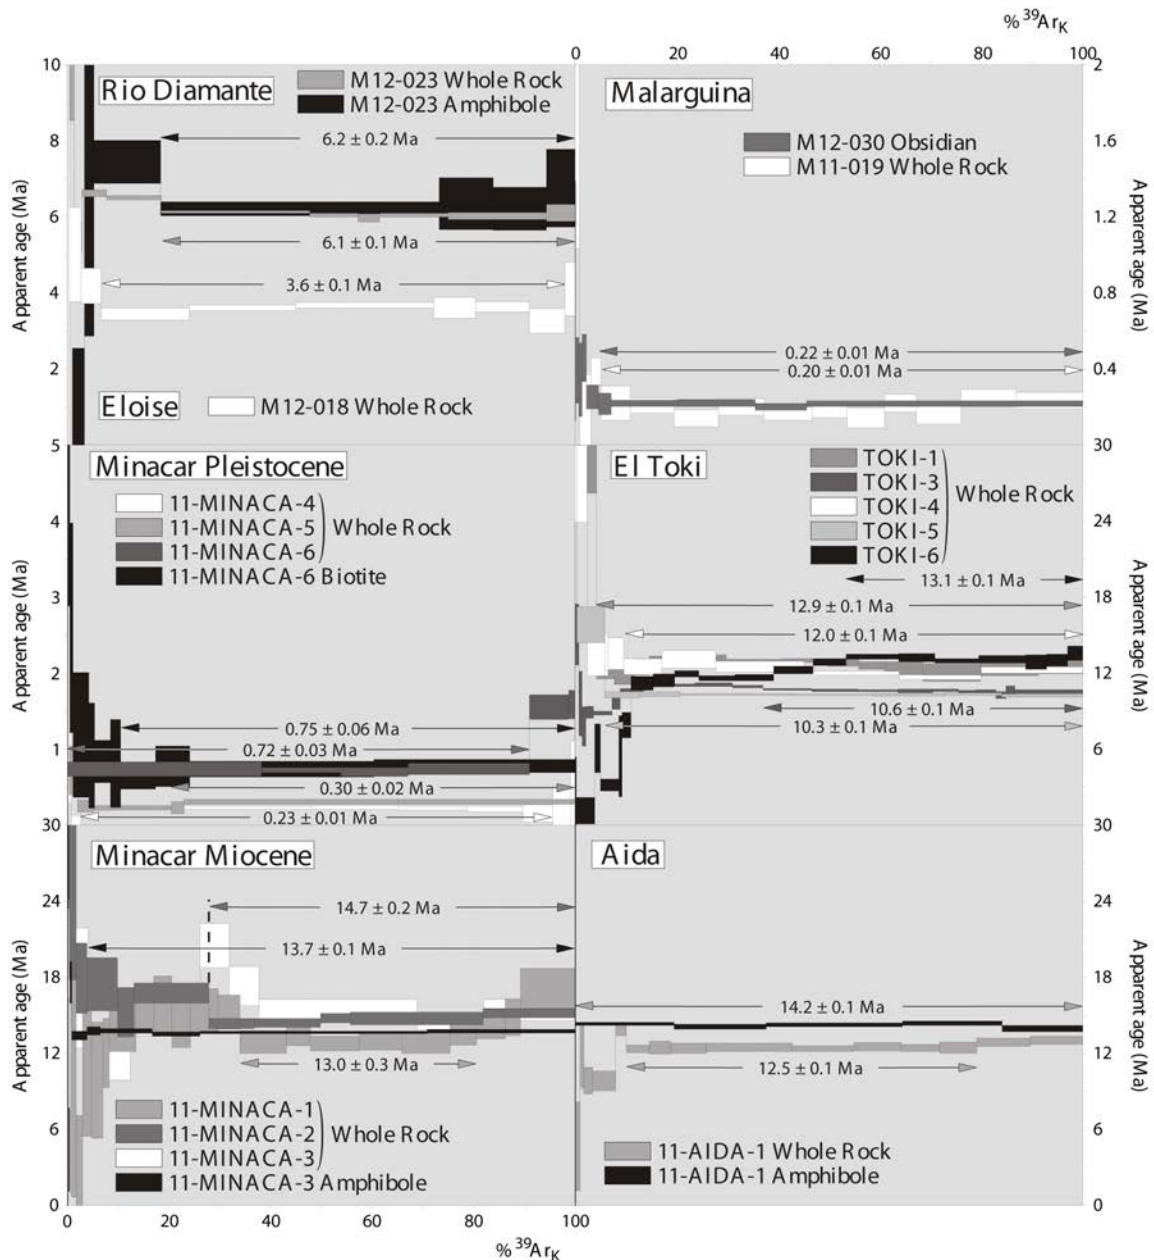 % ³⁹Ar_K
0 20 40 60 80 100
Rio Diamante
M12-023 Whole Rock
M12-023 Amphibole
6.2 ± 0.2 Ma
6.1 ± 0.1 Ma
3.6 ± 0.1 Ma
Eloise
M12-018 Whole Rock
10
8
6
4
2
Apparent age (Ma)
Malarguina
M12-030 Obsidian
M11-019 Whole Rock
0.22 ± 0.01 Ma
0.20 ± 0.01 Ma
2
1.6
1.2
0.8
0.4
Apparent age (Ma)
Minacar Pleistocene
11-MINACA-4
11-MINACA-5
11-MINACA-6
Whole Rock
11-MINACA-6 Biotite
0.75 ± 0.06 Ma
0.72 ± 0.03 Ma
0.30 ± 0.02 Ma
0.23 ± 0.01 Ma
5
4
3
2
1
Apparent age (Ma)
El Toki
TOKI-1
TOKI-3
TOKI-4
TOKI-5
TOKI-6
Whole Rock
13.1 ± 0.1 Ma
12.9 ± 0.1 Ma
12.0 ± 0.1 Ma
10.6 ± 0.1 Ma
10.3 ± 0.1 Ma
30
24
18
12
6
Apparent age (Ma)
Minacar Miocene
14.7 ± 0.2 Ma
13.7 ± 0.1 Ma
13.0 ± 0.3 Ma
11-MINACA-1
11-MINACA-2
11-MINACA-3
Whole Rock
11-MINACA-3 Amphibole
30
24
18
12
6
0
Apparent age (Ma)
Aida
14.2 ± 0.1 Ma
12.5 ± 0.1 Ma
11-AIDA-1 Whole Rock
11-AIDA-1 Amphibole
30
24
18
12
6
0
Apparent age (Ma)
0 20 40 60 80 100
% ³⁹Ar_K